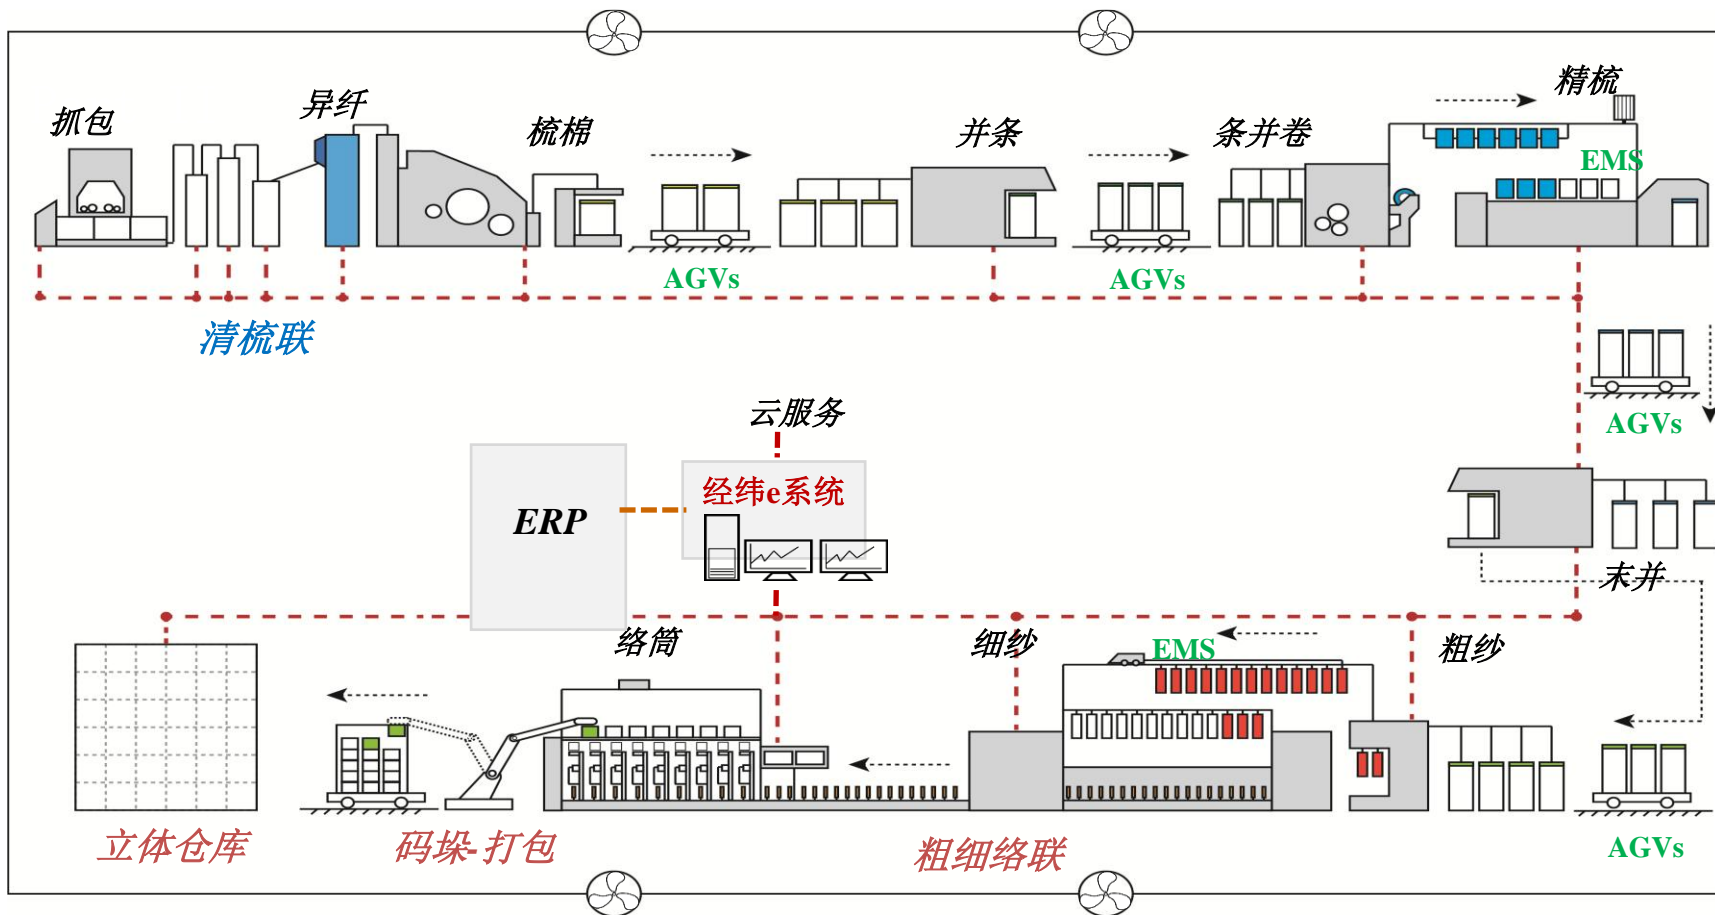 抓包
异纤
梳棉
并条
条并卷
精梳
EMS
AGVs
AGVs
清梳联
AGVs
云服务
经纬e系统
ERP
末并
络筒
细纱
EMS
粗纱
立体仓库
码垛-打包
粗细络联
AGVs